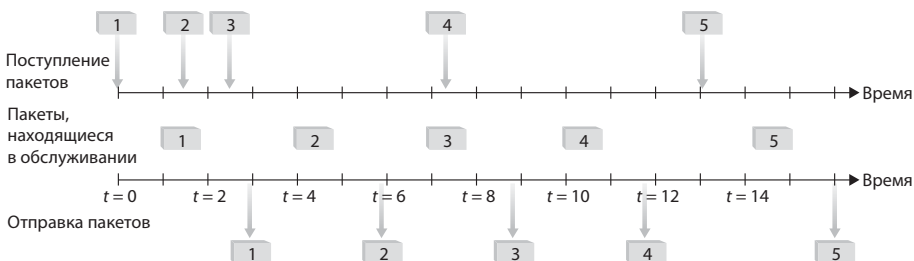 1 2 3 4 5
Поступление
пакетов
Время
Пакеты,
находящиеся
в обслуживании
1 2 3 4 5
Время
t = 0 t = 2 t = 4 t = 6 t = 8 t = 10 t = 12 t = 14
Отправка пакетов
1 2 3 4 5